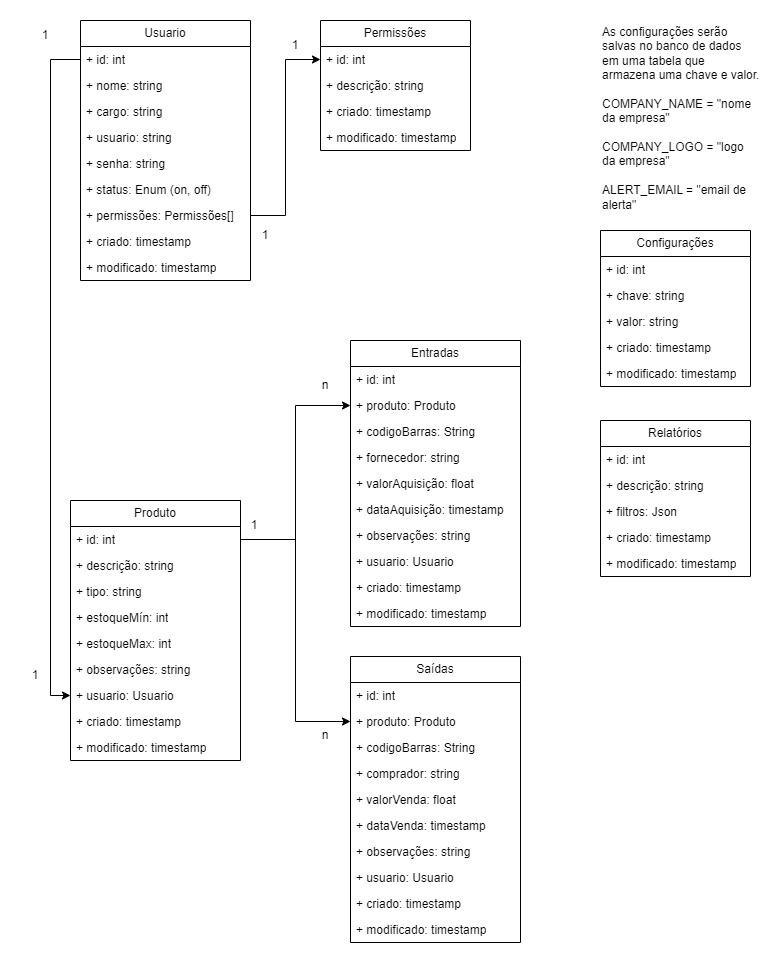 1
Usuario
+ id: int
+ nome: string
+ cargo: string
+ usuario: string
+ senha: string
+ status: Enum (on, off)
+ permissões: Permissões[]
+ criado: timestamp
+ modificado: timestamp
1
1
Permissões
+ id: int
+ descrição: string
+ criado: timestamp
+ modificado: timestamp
As configurações serão
salvas no banco de dados
em uma tabela que
armazena uma chave e valor.
COMPANY_NAME = "nome
da empresa"
COMPANY_LOGO = "logo
da empresa"
ALERT_EMAIL = "email de
alerta"
Configurações
+ id: int
+ chave: string
+ valor: string
+ criado: timestamp
+ modificado: timestamp
n
Entradas
+ id: int
+ produto: Produto
+ codigoBarras: String
+ fornecedor: string
+ valorAquisição: float
+ dataAquisição: timestamp
+ observações: string
+ usuario: Usuario
+ criado: timestamp
+ modificado: timestamp
Relatórios
+ id: int
+ descrição: string
+ filtros: Json
+ criado: timestamp
+ modificado: timestamp
Produto
+ id: int
+ descrição: string
+ tipo: string
+ estoqueMín: int
+ estoqueMax: int
+ observações: string
+ usuario: Usuario
+ criado: timestamp
+ modificado: timestamp
1
1
n
Saídas
+ id: int
+ produto: Produto
+ codigoBarras: String
+ comprador: string
+ valorVenda: float
+ dataVenda: timestamp
+ observações: string
+ usuario: Usuario
+ criado: timestamp
+ modificado: timestamp